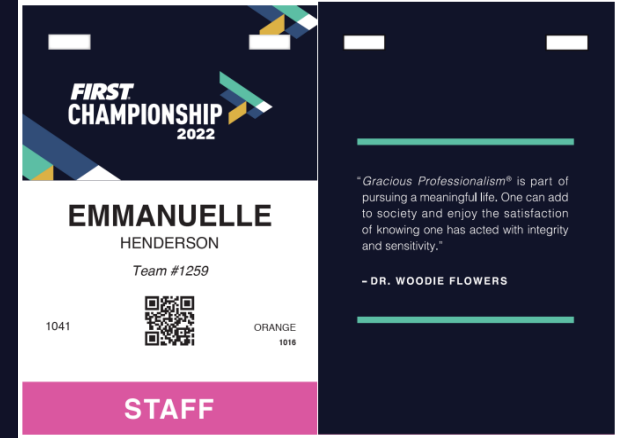 FIRST®
CHAMPIONSHIP
2022
EMMANUELLE
HENDERSON
Team #1259
1041
ORANGE
1016
STAFF
"Gracious Professionalism® is part of
pursuing a meaningful life. One can add
to society and enjoy the satisfaction
of knowing one has acted with integrity
and sensitivity."
– DR. WOODIE FLOWERS